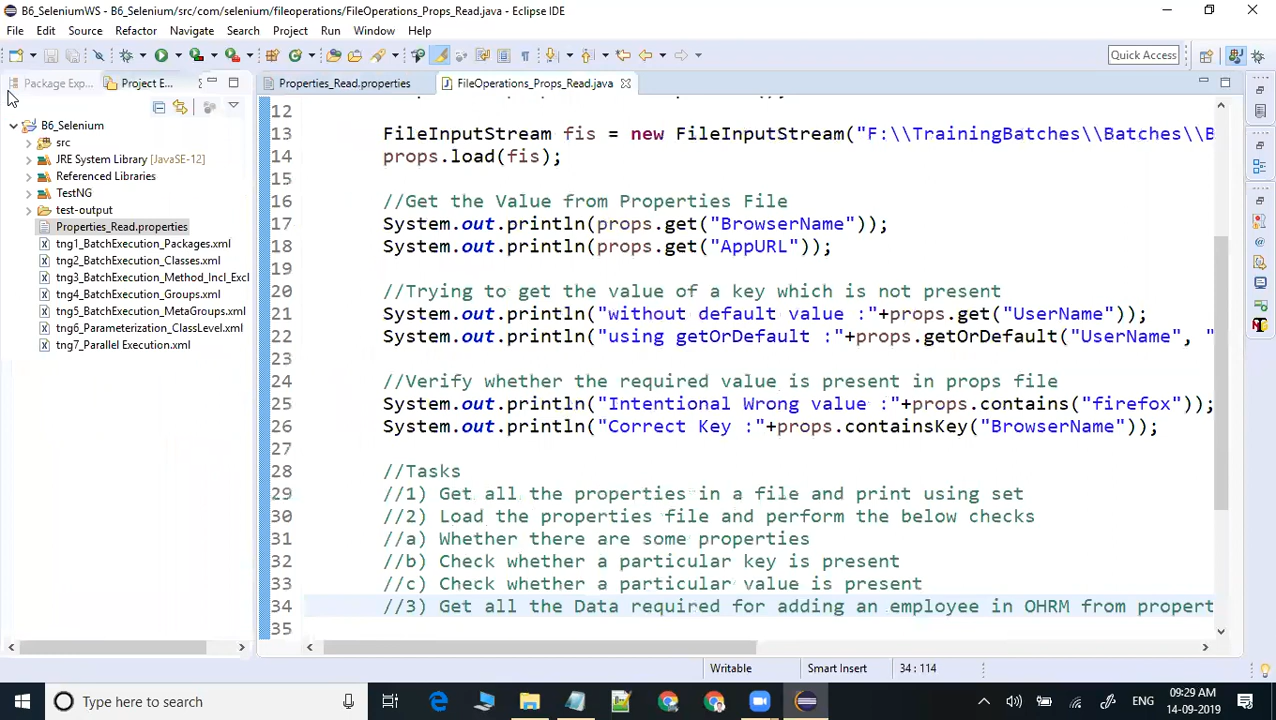 B6_SeleniumWS - B6_Selenium/src/com/selenium/fileoperations/FileOperations_Props_Read.java - Eclipse IDE
File Edit Source Refactor Navigate Search Project Run Window Help
Quick Access
Package Exp... Project E...
Properties_Read.properties FileOperations_Props_Read.java
B6_Selenium
src
JRE System Library [JavaSE-12]
Referenced Libraries
TestNG
test-output
Properties_Read.properties
tng1_BatchExecution_Packages.xml
tng2_BatchExecution_Classes.xml
tng3_BatchExecution_Method_Incl_Excl
tng4_BatchExecution_Groups.xml
tng5_BatchExecution_MetaGroups.xml
tng6_Parameterization_ClassLevel.xml
tng7_Parallel Execution.xml
12
13 FileInputStream fis = new FileInputStream("F:\\TrainingBatches\\Batches\\B
14 props.load(fis);
15
16 //Get the Value from Properties File
17 System.out.println(props.get("BrowserName"));
18 System.out.println(props.get("AppURL"));
19
20 //Trying to get the value of a key which is not present
21 System.out.println("without default value :"+props.get("UserName"));
22 System.out.println("using getOrDefault :"+props.getOrDefault("UserName", "
23
24 //Verify whether the required value is present in props file
25 System.out.println("Intentional Wrong value :"+props.contains("firefox"));
26 System.out.println("Correct Key :"+props.containsKey("BrowserName"));
27
28 //Tasks
29 //1) Get all the properties in a file and print using set
30 //2) Load the properties file and perform the below checks
31 //a) Whether there are some properties
32 //b) Check whether a particular key is present
33 //c) Check whether a particular value is present
34 //3) Get all the Data required for adding an employee in OHRM from propert
35
Writable Smart Insert 34 : 114
Type here to search
ENG
09:29 AM
14-09-2019